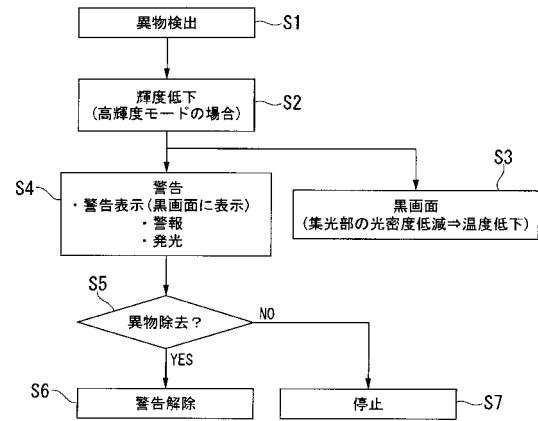 異物検出
S1
輝度低下
(高輝度モードの場合)
S2
S3
黒画面
(集光部の光密度低減⇒温度低下)
S4
警告
・警告表示(黒画面に表示)
・警報
・発光
S5
異物除去？
NO
YES
S6
警告解除
停止
S7